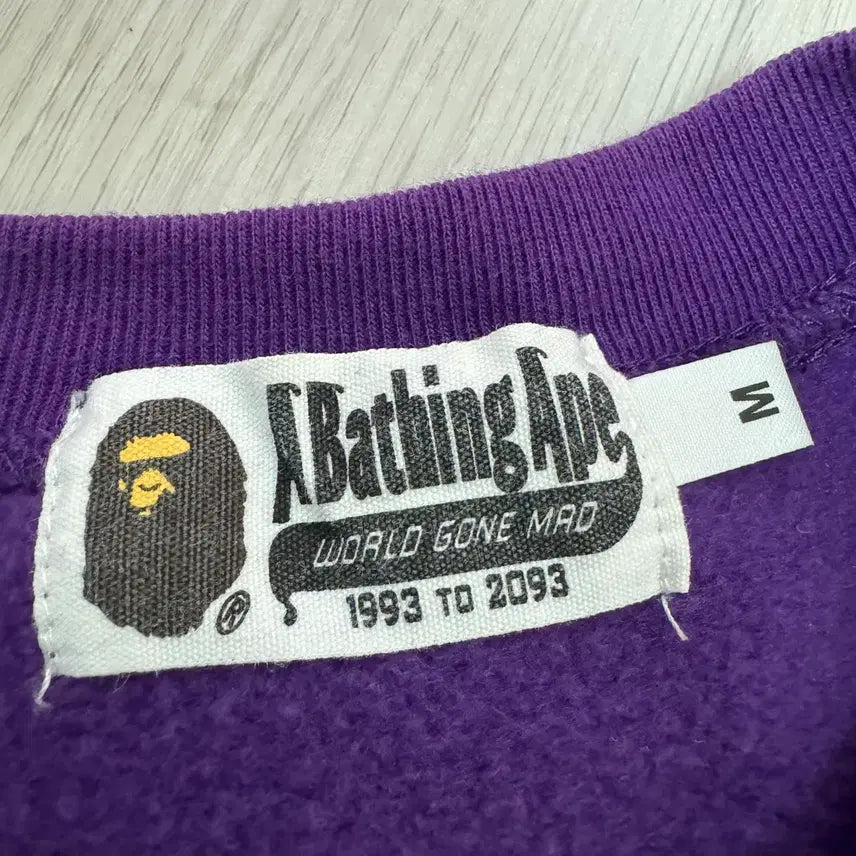 A Bathing Ape
WORLD GONE MAD
1993 TO 2093
®
M